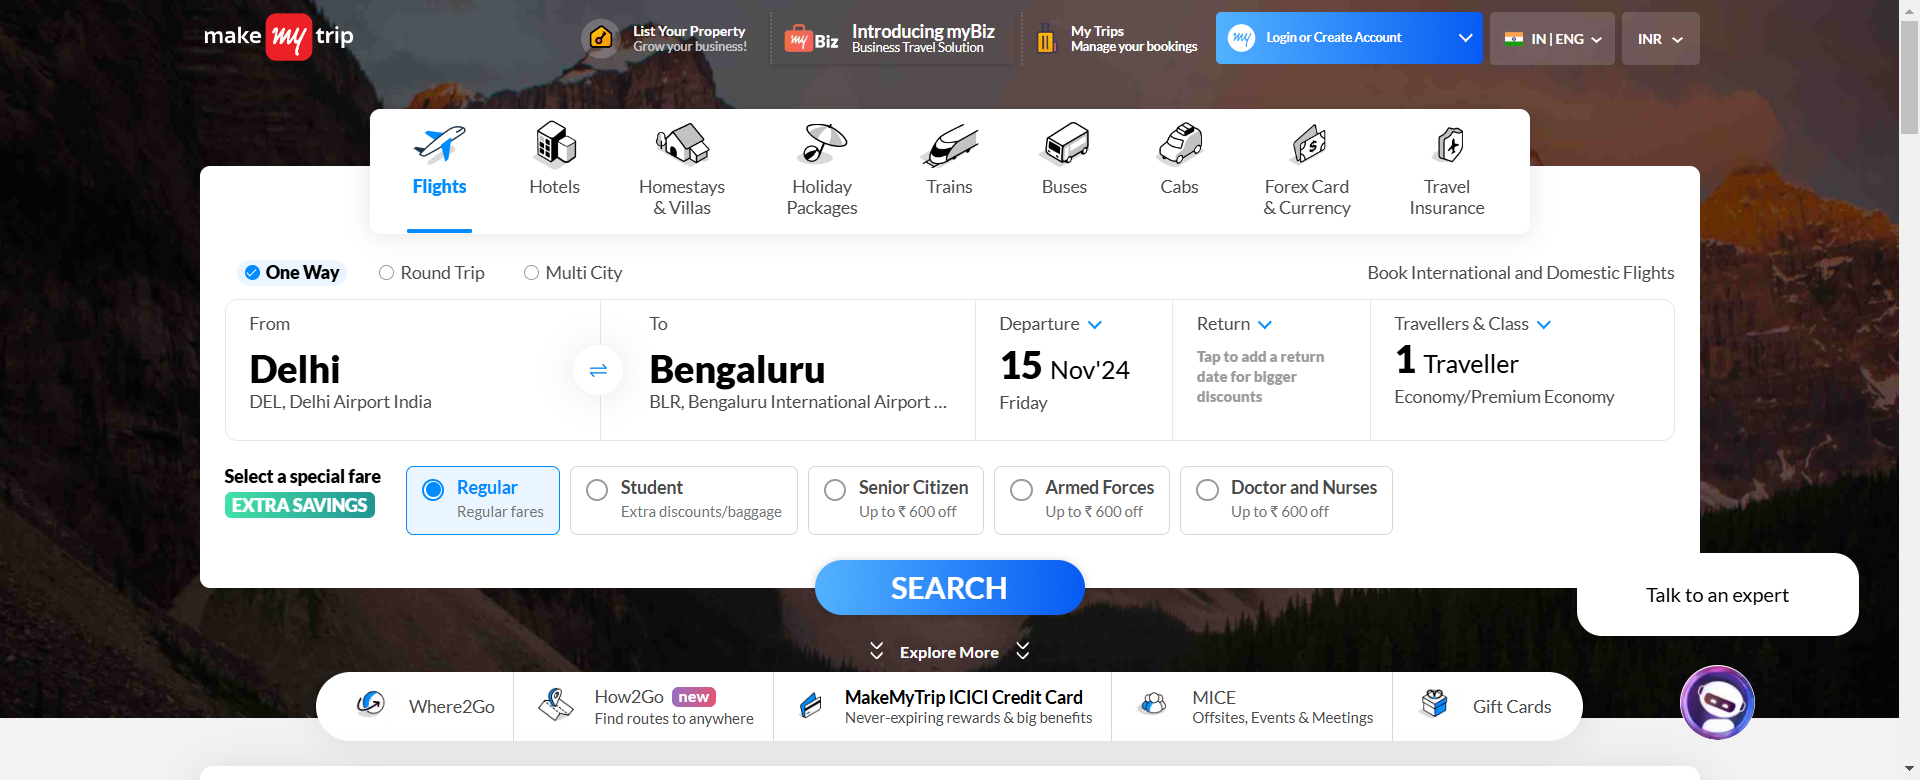 make my trip
List Your Property
Grow your business!
my Biz
Introducing myBiz
Business Travel Solution
My Trips
Manage your bookings
my
Login or Create Account
IN | ENG
INR
Flights
Hotels
Homestays
& Villas
Holiday
Packages
Trains
Buses
Cabs
Forex Card
& Currency
Travel
Insurance
One Way
Round Trip
Multi City
Book International and Domestic Flights
From
Delhi
DEL, Delhi Airport India
To
Bengaluru
BLR, Bengaluru International Airport ...
Departure
15 Nov'24
Friday
Return
Tap to add a return
date for bigger
discounts
Travellers & Class
1 Traveller
Economy/Premium Economy
Select a special fare
EXTRA SAVINGS
Regular
Regular fares
Student
Extra discounts/baggage
Senior Citizen
Up to ₹ 600 off
Armed Forces
Up to ₹ 600 off
Doctor and Nurses
Up to ₹ 600 off
SEARCH
Talk to an expert
Explore More
Where2Go
How2Go new
Find routes to anywhere
MakeMyTrip ICICI Credit Card
Never-expiring rewards & big benefits
MICE
Offsites, Events & Meetings
Gift Cards